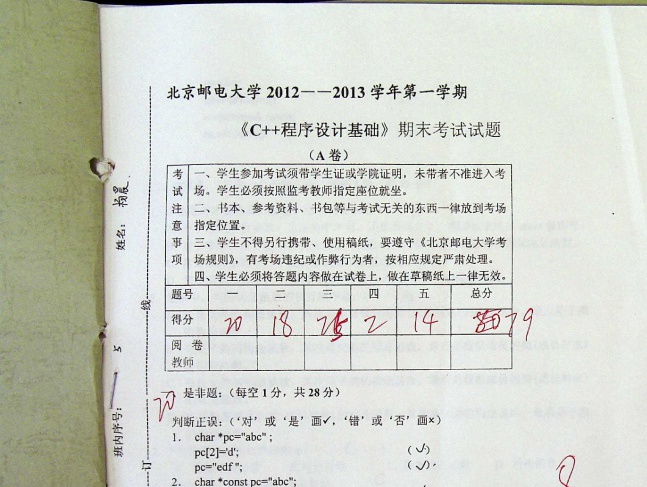 北京邮电大学 2012——2013 学年第一学期
《C++程序设计基础》期末考试试题
（A 卷）
考试注意事项
一、学生参加考试须带学生证或学院证明，未带者不准进入考
场。学生必须按照监考教师指定座位就坐。
二、书本、参考资料、书包等与考试无关的东西一律放到考场
指定位置。
三、学生不得另行携带、使用稿纸，要遵守《北京邮电大学考
场规则》，有考场违纪或作弊行为者，按相应规定严肃处理。
四、学生必须将答题内容做在试卷上，做在草稿纸上一律无效。
题号 一 二 三 四 五 总分
得分 20 18 25 2 14 79
阅卷
教师
20
一 是非题：（每空 1 分，共 28 分）
判断正误：（‘对’或‘是’画✓，‘错’或‘否’画×）
1. char *pc="abc" ;
pc[2]='d'; (✓)
pc="edf "; (✓)
2. char *const pc="abc";
姓名：
线
班内序号： 5
订